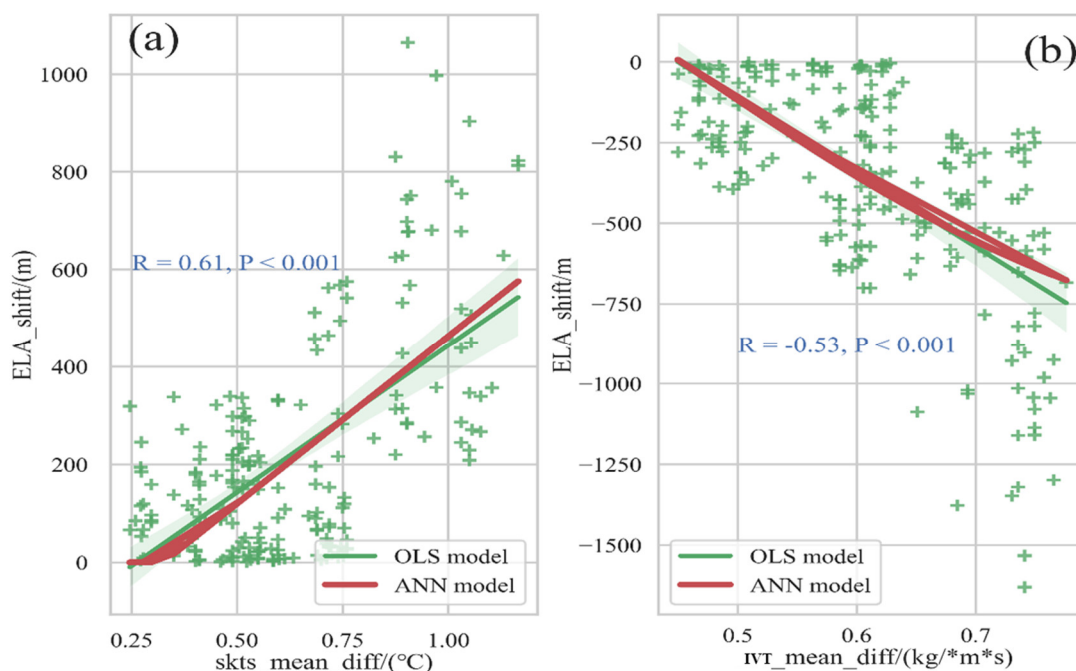 (a)
1000
800
600
400
200
0
ELA_shift/(m)
R = 0.61, P < 0.001
OLS model
ANN model
0.25
0.50
0.75
1.00
skts_mean_diff/(°C)
(b)
0
−250
−500
−750
−1000
−1250
−1500
ELA_shift/m
R = -0.53, P < 0.001
OLS model
ANN model
0.5
0.6
0.7
IVT_mean_diff/(kg/*m*s)